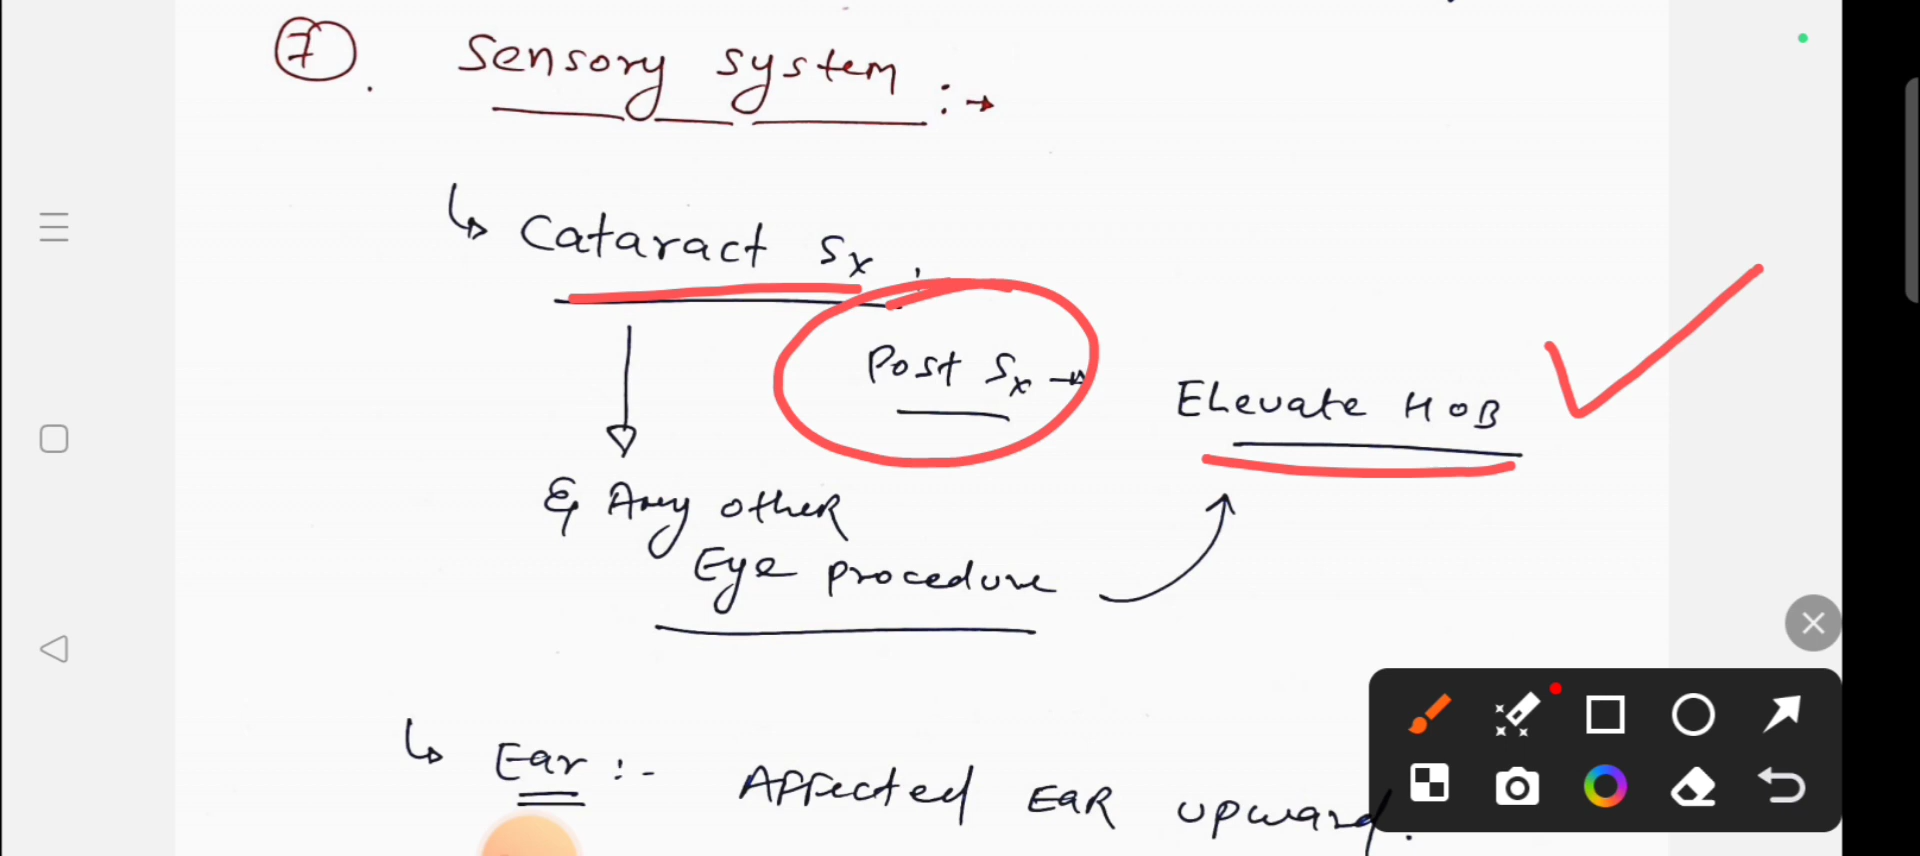 7. Sensory system :→
↳ Cataract Sx.
Post Sx → Elevate HOB
& Any other
Eye procedure
↳ Ear :- Affected EaR upward.